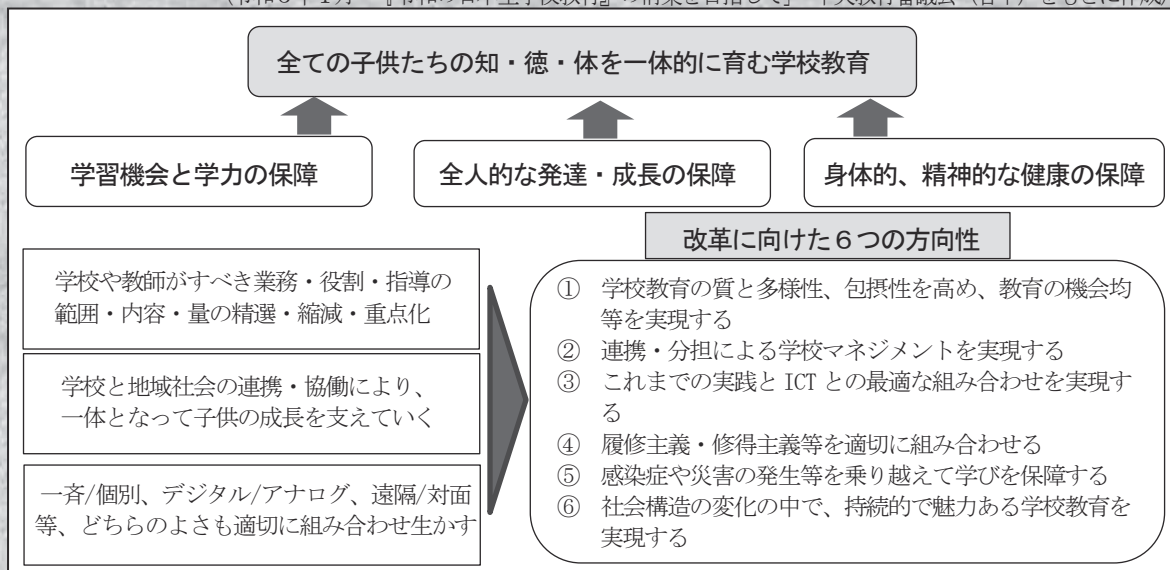 全ての子供たちの知・徳・体を一体的に育む学校教育
学習機会と学力の保障
全人的な発達・成長の保障
身体的、精神的な健康の保障
改革に向けた６つの方向性
学校や教師がすべき業務・役割・指導の
範囲・内容・量の精選・縮減・重点化
学校と地域社会の連携・協働により、
一体となって子供の成長を支えていく
一斉/個別、デジタル/アナログ、遠隔/対面
等、どちらのよさも適切に組み合わせ生かす
① 学校教育の質と多様性、包摂性を高め、教育の機会均
等を実現する
② 連携・分担による学校マネジメントを実現する
③ これまでの実践と ICT との最適な組み合わせを実現す
る
④ 履修主義・修得主義等を適切に組み合わせる
⑤ 感染症や災害の発生等を乗り越えて学びを保障する
⑥ 社会構造の変化の中で、持続的で魅力ある学校教育を
実現する